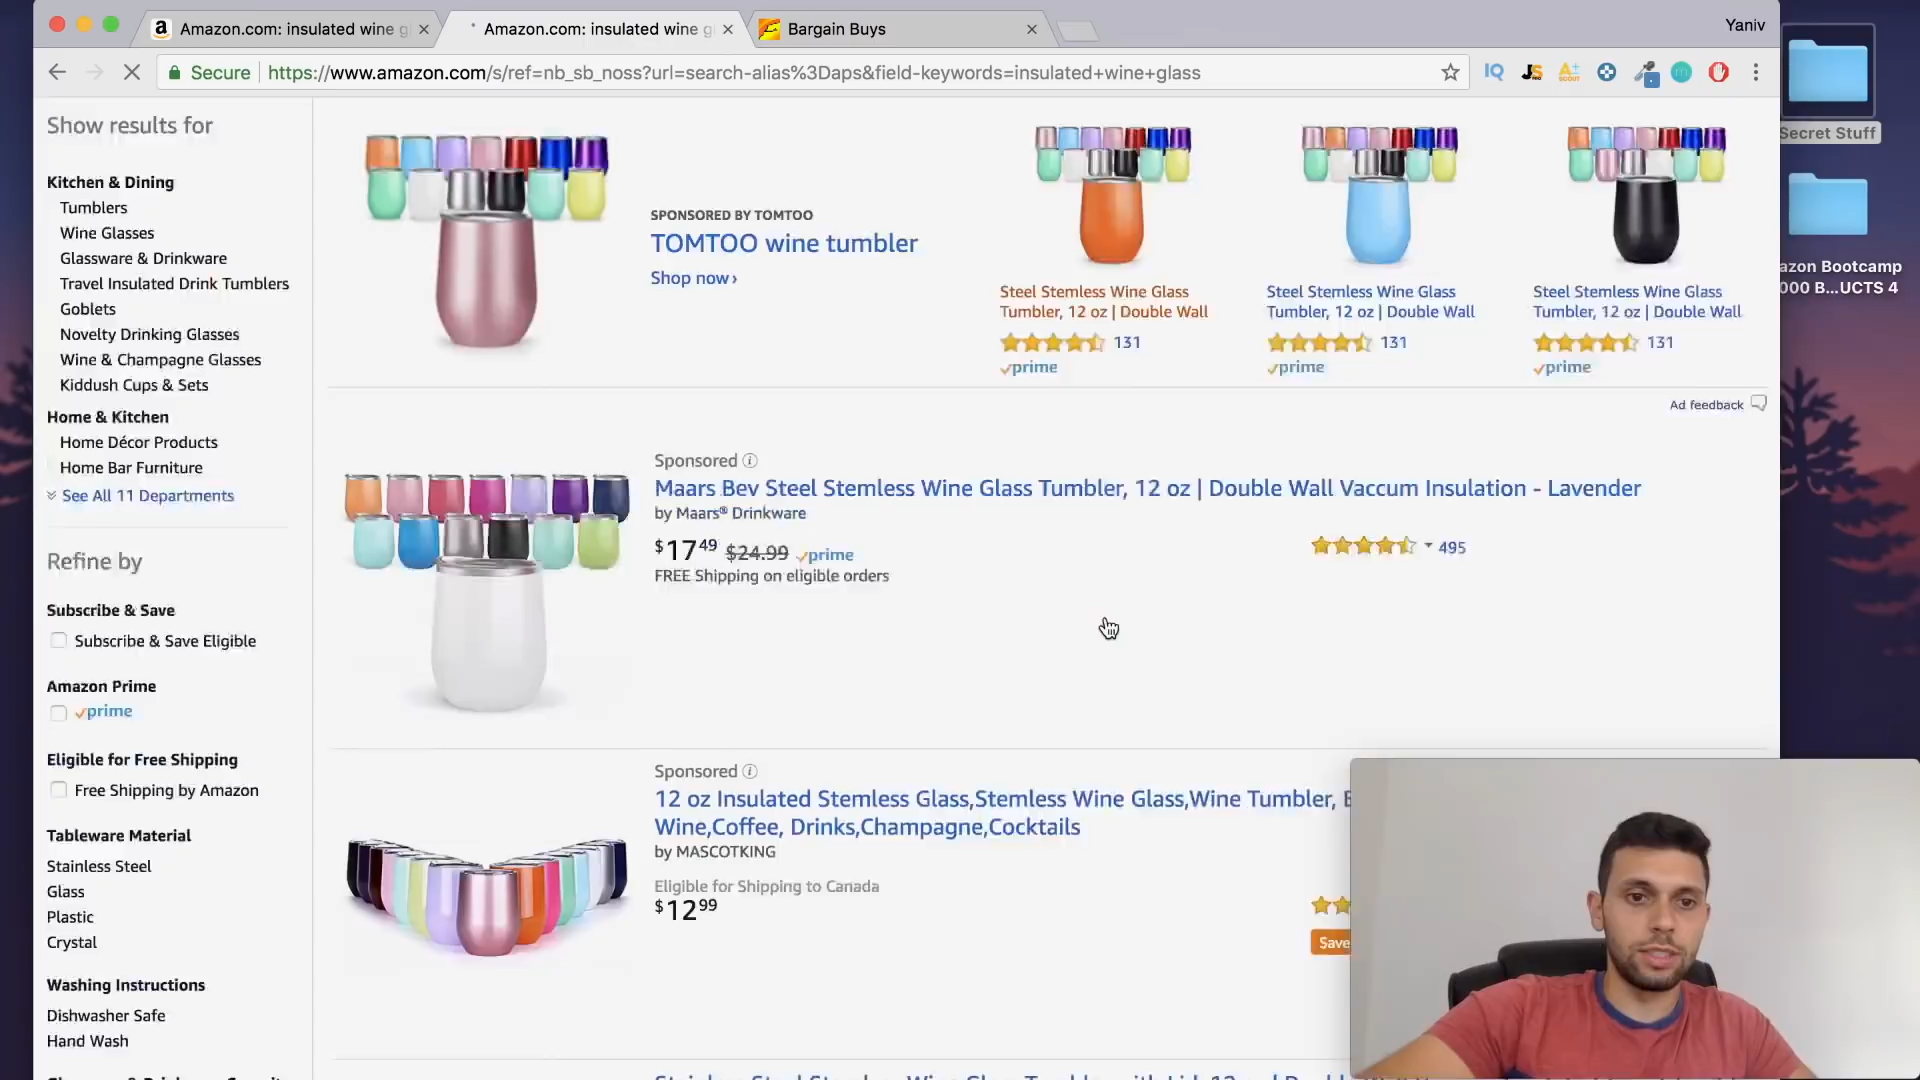 Amazon.com: insulated wine g
Amazon.com: insulated wine g
Bargain Buys
Yaniv
Secure
https://www.amazon.com/s/ref=nb_sb_noss?url=search-alias%3Daps&field-keywords=insulated+wine+glass
Secret Stuff
azon Bootcamp
000 B...UCTS 4
Show results for
Kitchen & Dining
Tumblers
Wine Glasses
Glassware & Drinkware
Travel Insulated Drink Tumblers
Goblets
Novelty Drinking Glasses
Wine & Champagne Glasses
Kiddush Cups & Sets
Home & Kitchen
Home Décor Products
Home Bar Furniture
See All 11 Departments
Refine by
Subscribe & Save
Subscribe & Save Eligible
Amazon Prime
prime
Eligible for Free Shipping
Free Shipping by Amazon
Tableware Material
Stainless Steel
Glass
Plastic
Crystal
Washing Instructions
Dishwasher Safe
Hand Wash
SPONSORED BY TOMTOO
TOMTOO wine tumbler
Shop now›
Steel Stemless Wine Glass
Tumbler, 12 oz | Double Wall
131
prime
Steel Stemless Wine Glass
Tumbler, 12 oz | Double Wall
131
prime
Steel Stemless Wine Glass
Tumbler, 12 oz | Double Wall
131
prime
Ad feedback
Sponsored
Maars Bev Steel Stemless Wine Glass Tumbler, 12 oz | Double Wall Vaccum Insulation - Lavender
by Maars® Drinkware
$17 49 $24.99 prime
FREE Shipping on eligible orders
495
Sponsored
12 oz Insulated Stemless Glass,Stemless Wine Glass,Wine Tumbler,
Wine,Coffee, Drinks,Champagne,Cocktails
by MASCOTKING
Eligible for Shipping to Canada
$12 99
Save